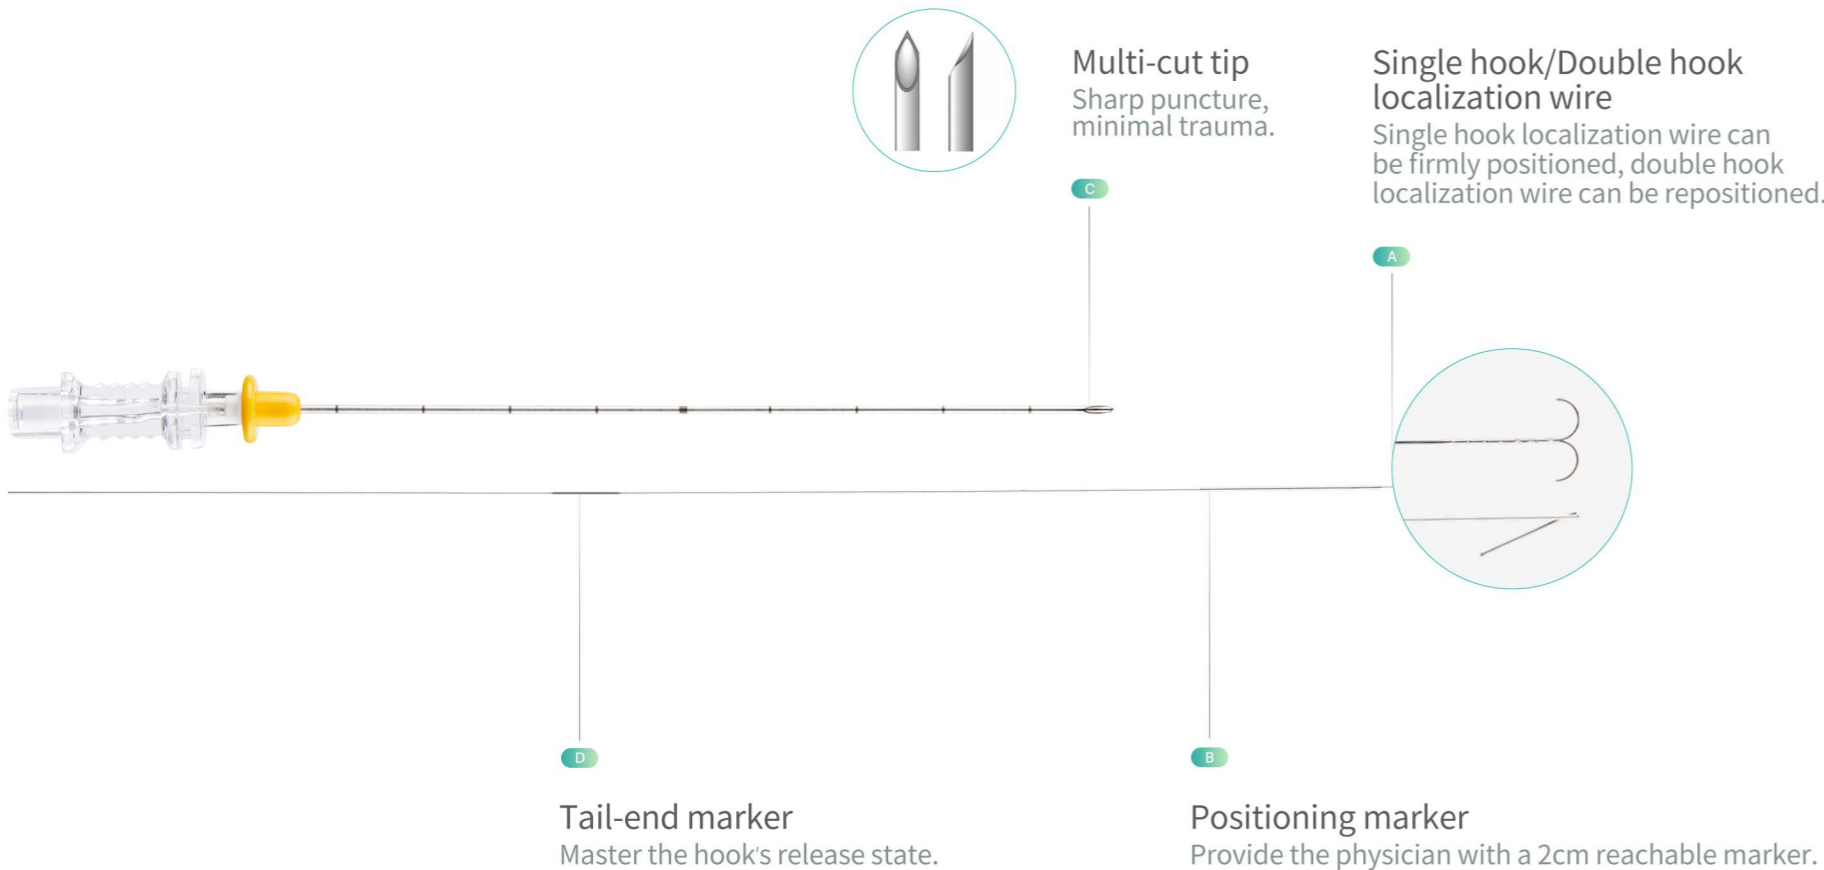 Multi-cut tip
Sharp puncture,
minimal trauma.
C
Single hook/Double hook
localization wire
Single hook localization wire can
be firmly positioned, double hook
localization wire can be repositioned.
A
D
Tail-end marker
Master the hook's release state.
B
Positioning marker
Provide the physician with a 2cm reachable marker.